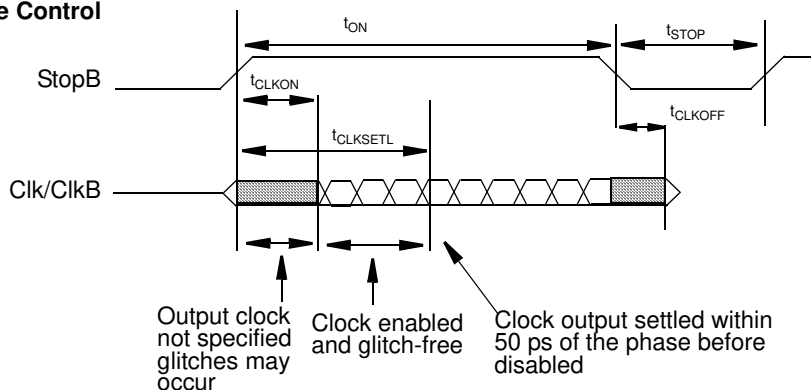 e Control
tON
tSTOP
StopB
tCLKON
tCLKOFF
tCLKSETL
Clk/ClkB
Output clock
not specified
glitches may
occur
Clock enabled
and glitch-free
Clock output settled within
50 ps of the phase before
disabled